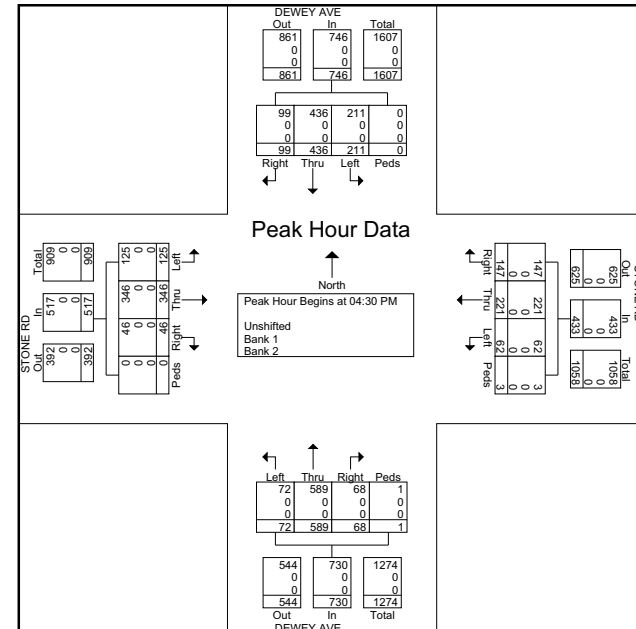 DEWEY AVE
Out In Total
861 746 1607
0 0 0
0 0 0
861 746 1607
99 436 211 0
0 0 0 0
0 0 0 0
99 436 211 0
Right Thru Left Peds
Peak Hour Data
North
Peak Hour Begins at 04:30 PM
Unshifted
Bank 1
Bank 2
STONE RD
Total In Out
909 517 392
0 0 0
0 0 0
909 517 392
125 346 46 0
0 0 0 0
0 0 0 0
125 346 46 0
Left Thru Right Peds
Right Thru Left Peds
147 221 62 3
0 0 0 0
0 0 0 0
147 221 62 3
625 433 1058
0 0 0
0 0 0
625 433 1058
Out In Total
STONE RD
Left Thru Right Peds
72 589 68 1
0 0 0 0
0 0 0 0
72 589 68 1
544 730 1274
0 0 0
0 0 0
544 730 1274
Out In Total
DEWEY AVE